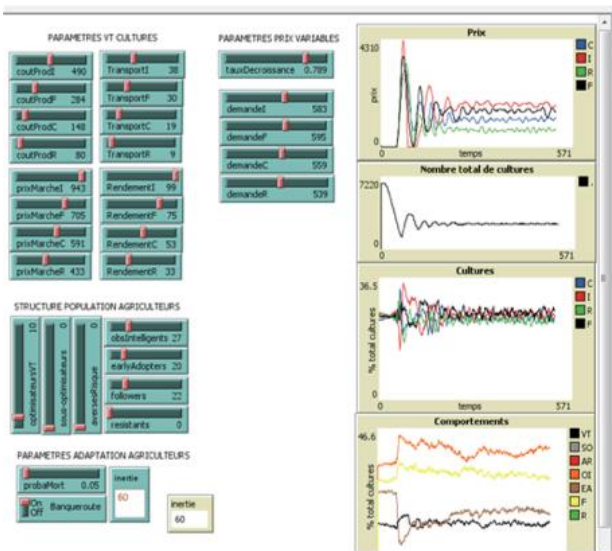 PARAMETRES VT CULTURES
coutProdI 490
TransportI 38
coutProdF 284
TransportF 30
coutProdC 148
TransportC 19
coutProdR 80
TransportR 9
prixMarcheI 943
RendementI 99
prixMarcheF 705
RendementF 75
prixMarcheC 591
RendementC 53
prixMarcheR 433
RendementR 33
PARAMETRES PRIX VARIABLES
tauxDecroissance 0.789
demandeI 583
demandeF 595
demandeC 559
demandeR 539
STRUCTURE POPULATION AGRICULTEURS
optimisateursVT 10
sous-optimisateurs 0
aversesRisque 0
obsIntelligents 27
earlyAdopters 20
followers 22
resistants 0
PARAMETRES ADAPTATION AGRICULTEURS
probaMort 0.05
On
Off
Banqueroute
inertie
60
inertie
60
Prix
4310
prix
0
0
temps
571
C
I
R
F
Nombre total de cultures
7220
0
0
571
.
Cultures
36.5
% total cultures
0
0
temps
571
C
I
R
F
Comportements
46.6
% total cultures
VT
SO
AR
OI
EA
F
R